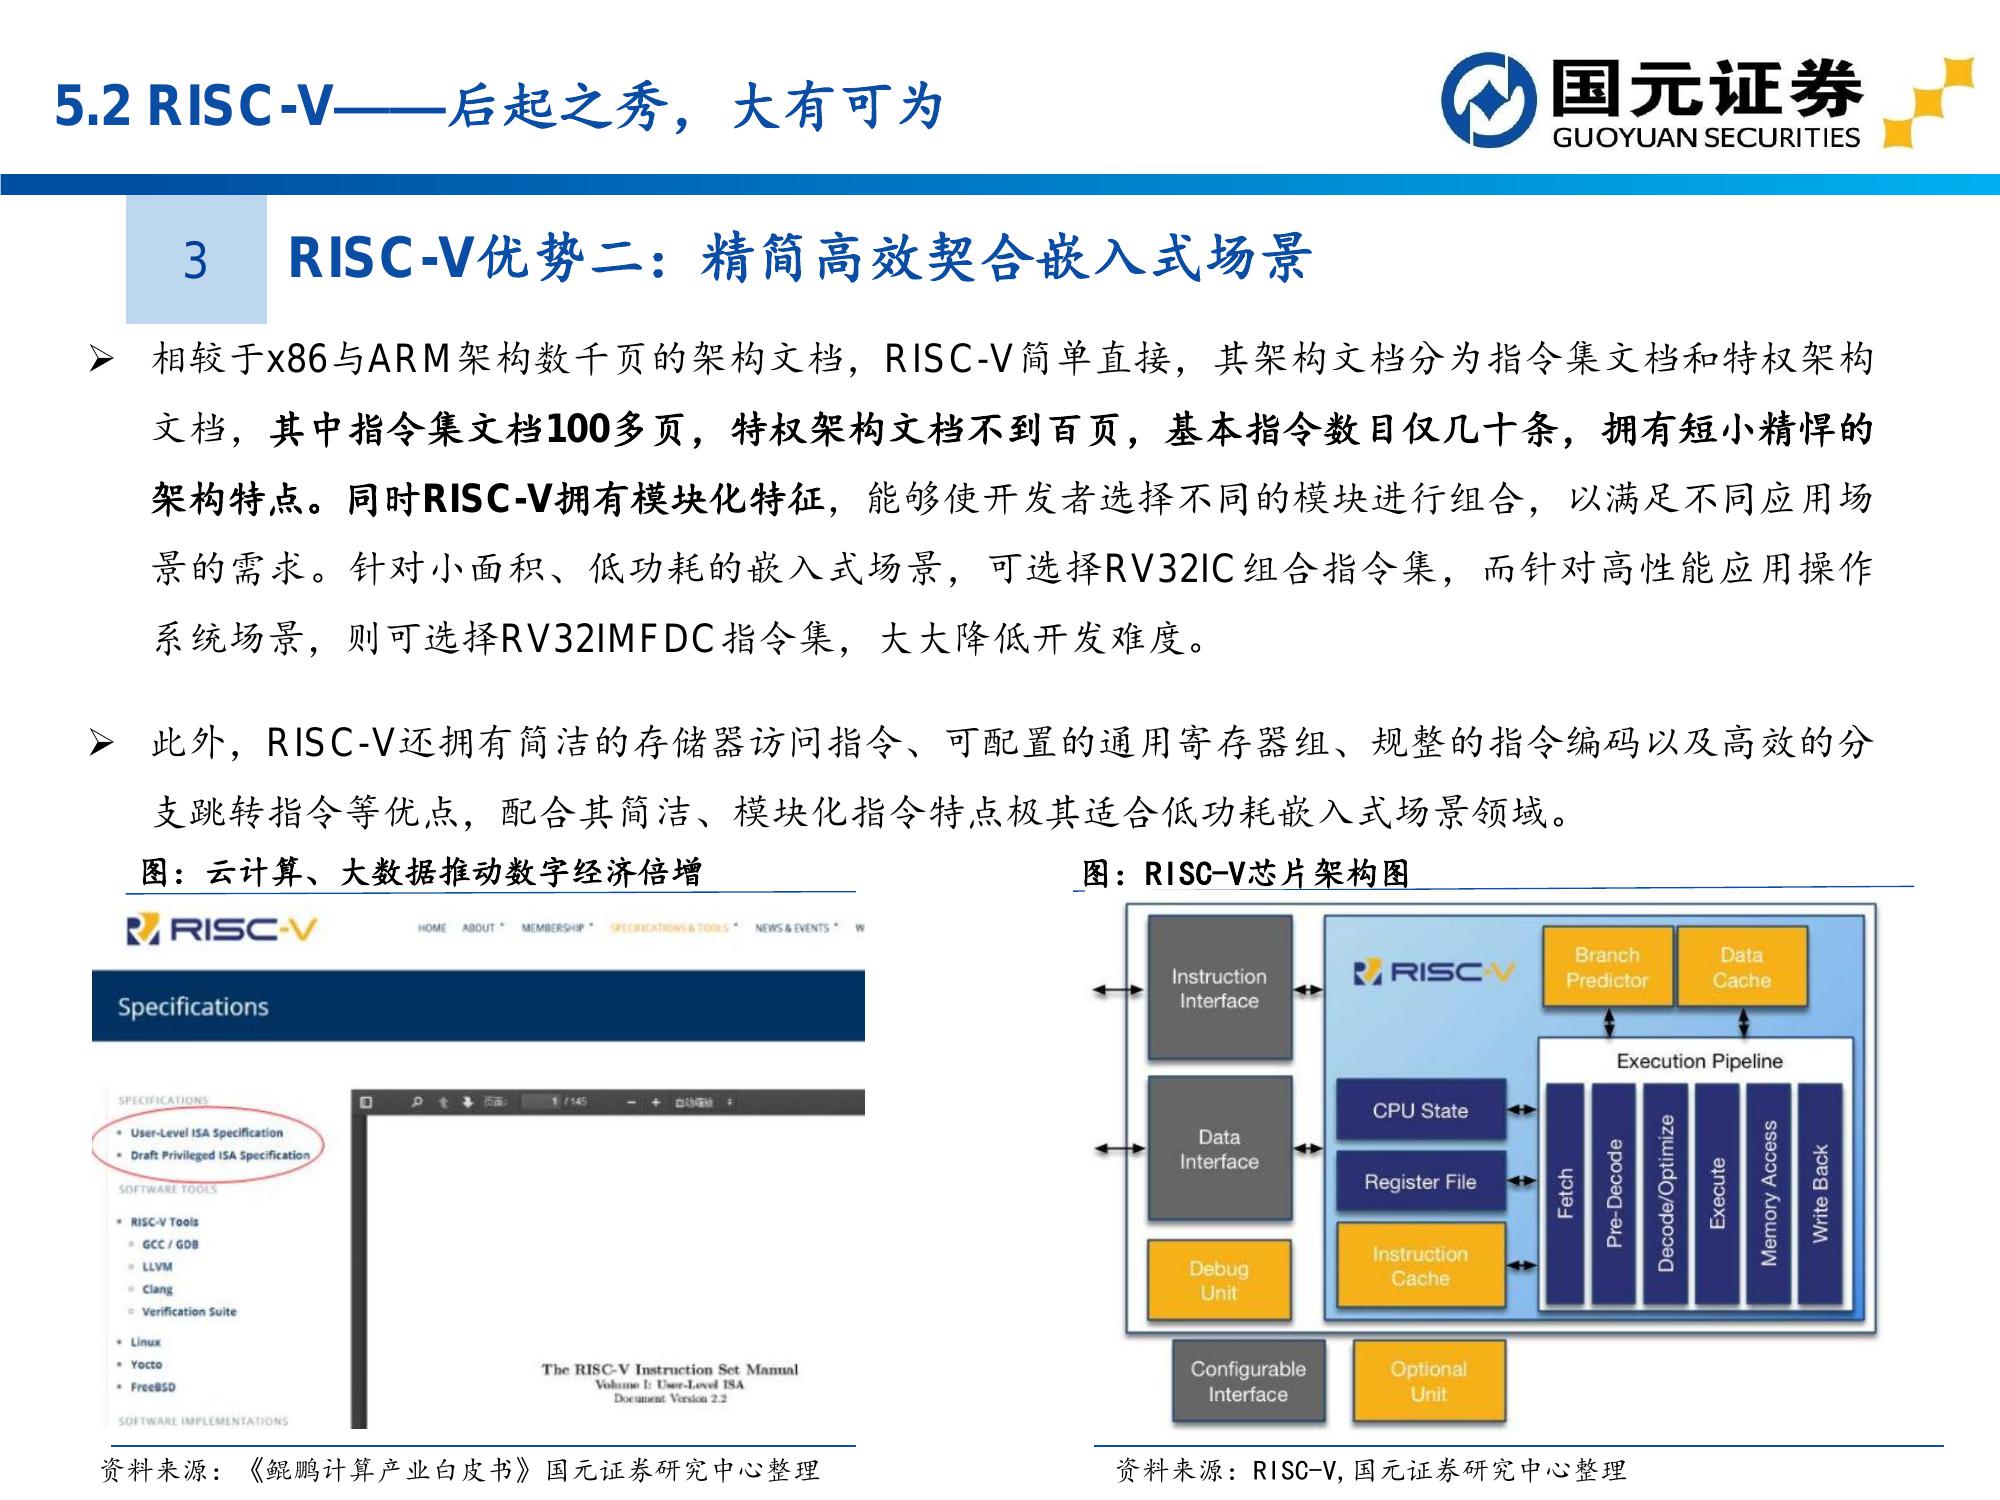 5.2 RISC-V——后起之秀，大有可为
国元证券
GUOYUAN SECURITIES
3
RISC-V优势二：精简高效契合嵌入式场景
相较于x86与ARM架构数千页的架构文档，RISC-V简单直接，其架构文档分为指令集文档和特权架构
文档，其中指令集文档100多页，特权架构文档不到百页，基本指令数目仅几十条，拥有短小精悍的
架构特点。同时RISC-V拥有模块化特征，能够使开发者选择不同的模块进行组合，以满足不同应用场
景的需求。针对小面积、低功耗的嵌入式场景，可选择RV32IC组合指令集，而针对高性能应用操作
系统场景，则可选择RV32IMFDC指令集，大大降低开发难度。
此外，RISC-V还拥有简洁的存储器访问指令、可配置的通用寄存器组、规整的指令编码以及高效的分
支跳转指令等优点，配合其简洁、模块化指令特点极其适合低功耗嵌入式场景领域。
图：云计算、大数据推动数字经济倍增
RISC-V
HOME ABOUT MEMBERSHIP SPECIFICATIONS & TOOLS NEWS & EVENTS W
Specifications
SPECIFICATIONS
User-Level ISA Specification
Draft Privileged ISA Specification
SOFTWARE TOOLS
RISC-V Tools
GCC / GDB
LLVM
Clang
Verification Suite
Linux
Yocto
FreeBSD
SOFTWARE IMPLEMENTATIONS
页面: 1 / 145 − + 自动缩放
The RISC-V Instruction Set Manual
Volume I: User-Level ISA
Document Version 2.2
资料来源：《鲲鹏计算产业白皮书》国元证券研究中心整理
图：RISC-V芯片架构图
Instruction
Interface
Data
Interface
Debug
Unit
RISC-V
Branch
Predictor
Data
Cache
CPU State
Register File
Instruction
Cache
Execution Pipeline
Fetch
Pre-Decode
Decode/Optimize
Execute
Memory Access
Write Back
Configurable
Interface
Optional
Unit
资料来源：RISC-V,国元证券研究中心整理